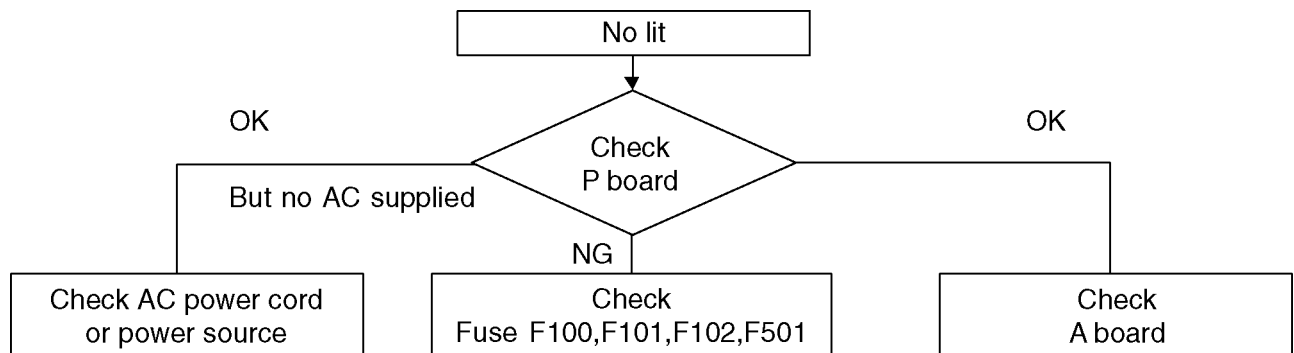 No lit
OK
OK
Check
P board
But no AC supplied
NG
Check AC power cord
or power source
Check
Fuse F100,F101,F102,F501
Check
A board